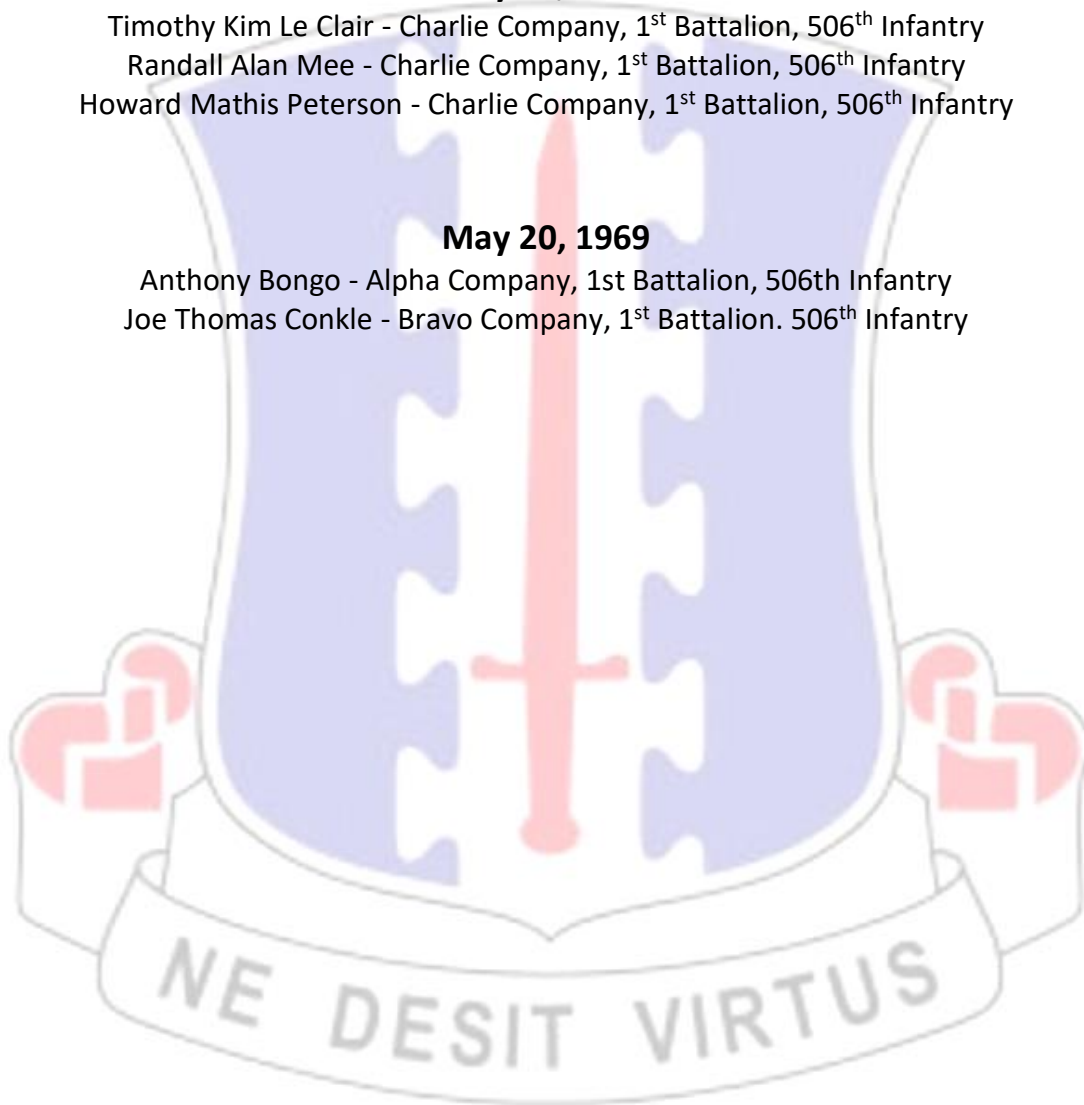 Timothy Kim Le Clair - Charlie Company, 1st Battalion, 506th Infantry
Randall Alan Mee - Charlie Company, 1st Battalion, 506th Infantry
Howard Mathis Peterson - Charlie Company, 1st Battalion, 506th Infantry
May 20, 1969
Anthony Bongo - Alpha Company, 1st Battalion, 506th Infantry
Joe Thomas Conkle - Bravo Company, 1st Battalion. 506th Infantry
NE DESIT VIRTUS